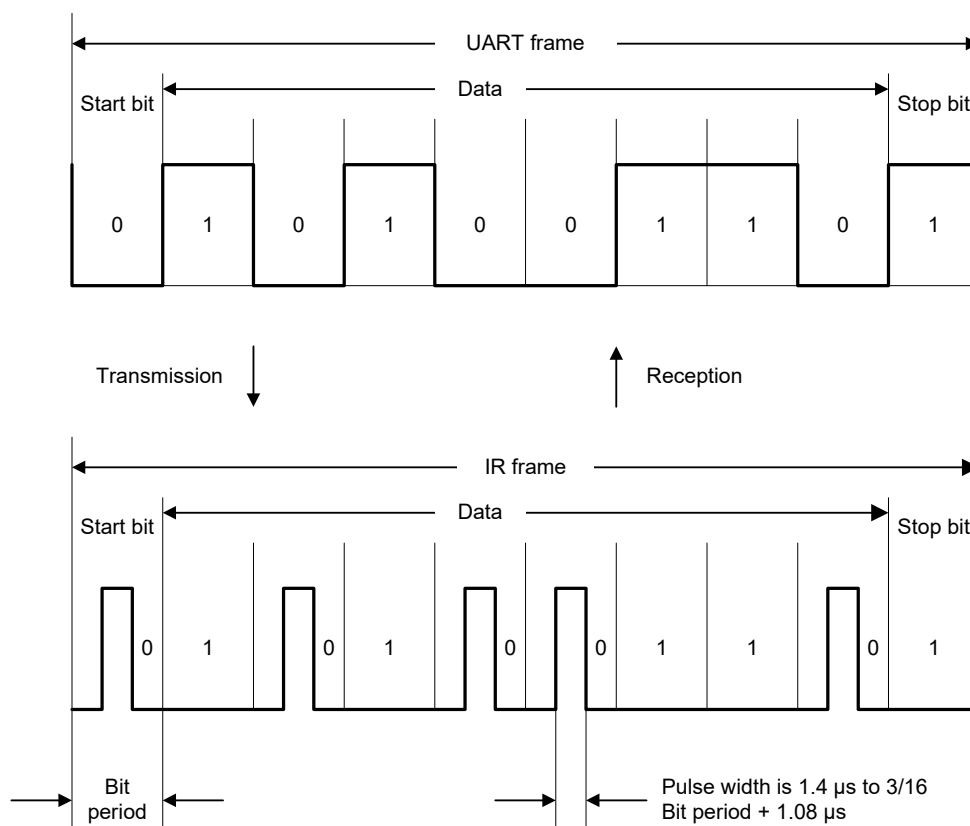 UART frame
Data
Start bit
Stop bit
0 1 0 1 0 0 1 1 0 1
Transmission
Reception
IR frame
Data
Start bit
Stop bit
0 1 0 1 0 0 1 1 0 1
Bit
period
Pulse width is 1.4 μs to 3/16
Bit period + 1.08 μs